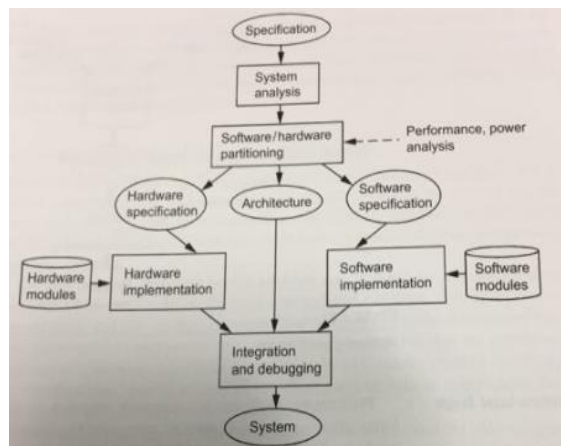 Specification
System
analysis
Software/hardware
partitioning
Performance, power
analysis
Hardware
specification
Architecture
Software
specification
Hardware
modules
Hardware
implementation
Software
implementation
Software
modules
Integration
and debugging
System